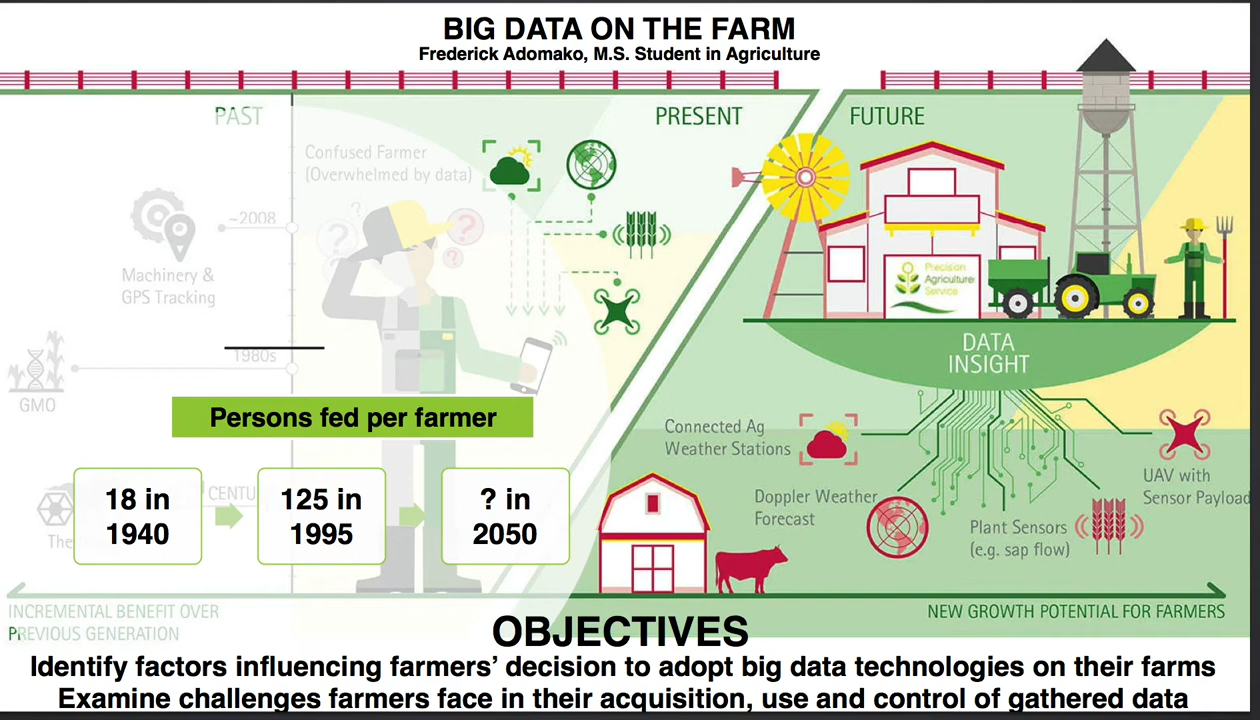 BIG DATA ON THE FARM
Frederick Adomako, M.S. Student in Agriculture
PAST
PRESENT
FUTURE
Confused Farmer
(Overwhelmed by data)
~2008
Machinery &
GPS Tracking
1980s
GMO
Precision
Agriculture
Service
DATA
INSIGHT
Persons fed per farmer
18 in
1940
CENTU
125 in
1995
? in
2050
The
Connected Ag
Weather Stations
Doppler Weather
Forecast
Plant Sensors
(e.g. sap flow)
UAV with
Sensor Payload
INCREMENTAL BENEFIT OVER
PREVIOUS GENERATION
NEW GROWTH POTENTIAL FOR FARMERS
OBJECTIVES
Identify factors influencing farmers’ decision to adopt big data technologies on their farms
Examine challenges farmers face in their acquisition, use and control of gathered data